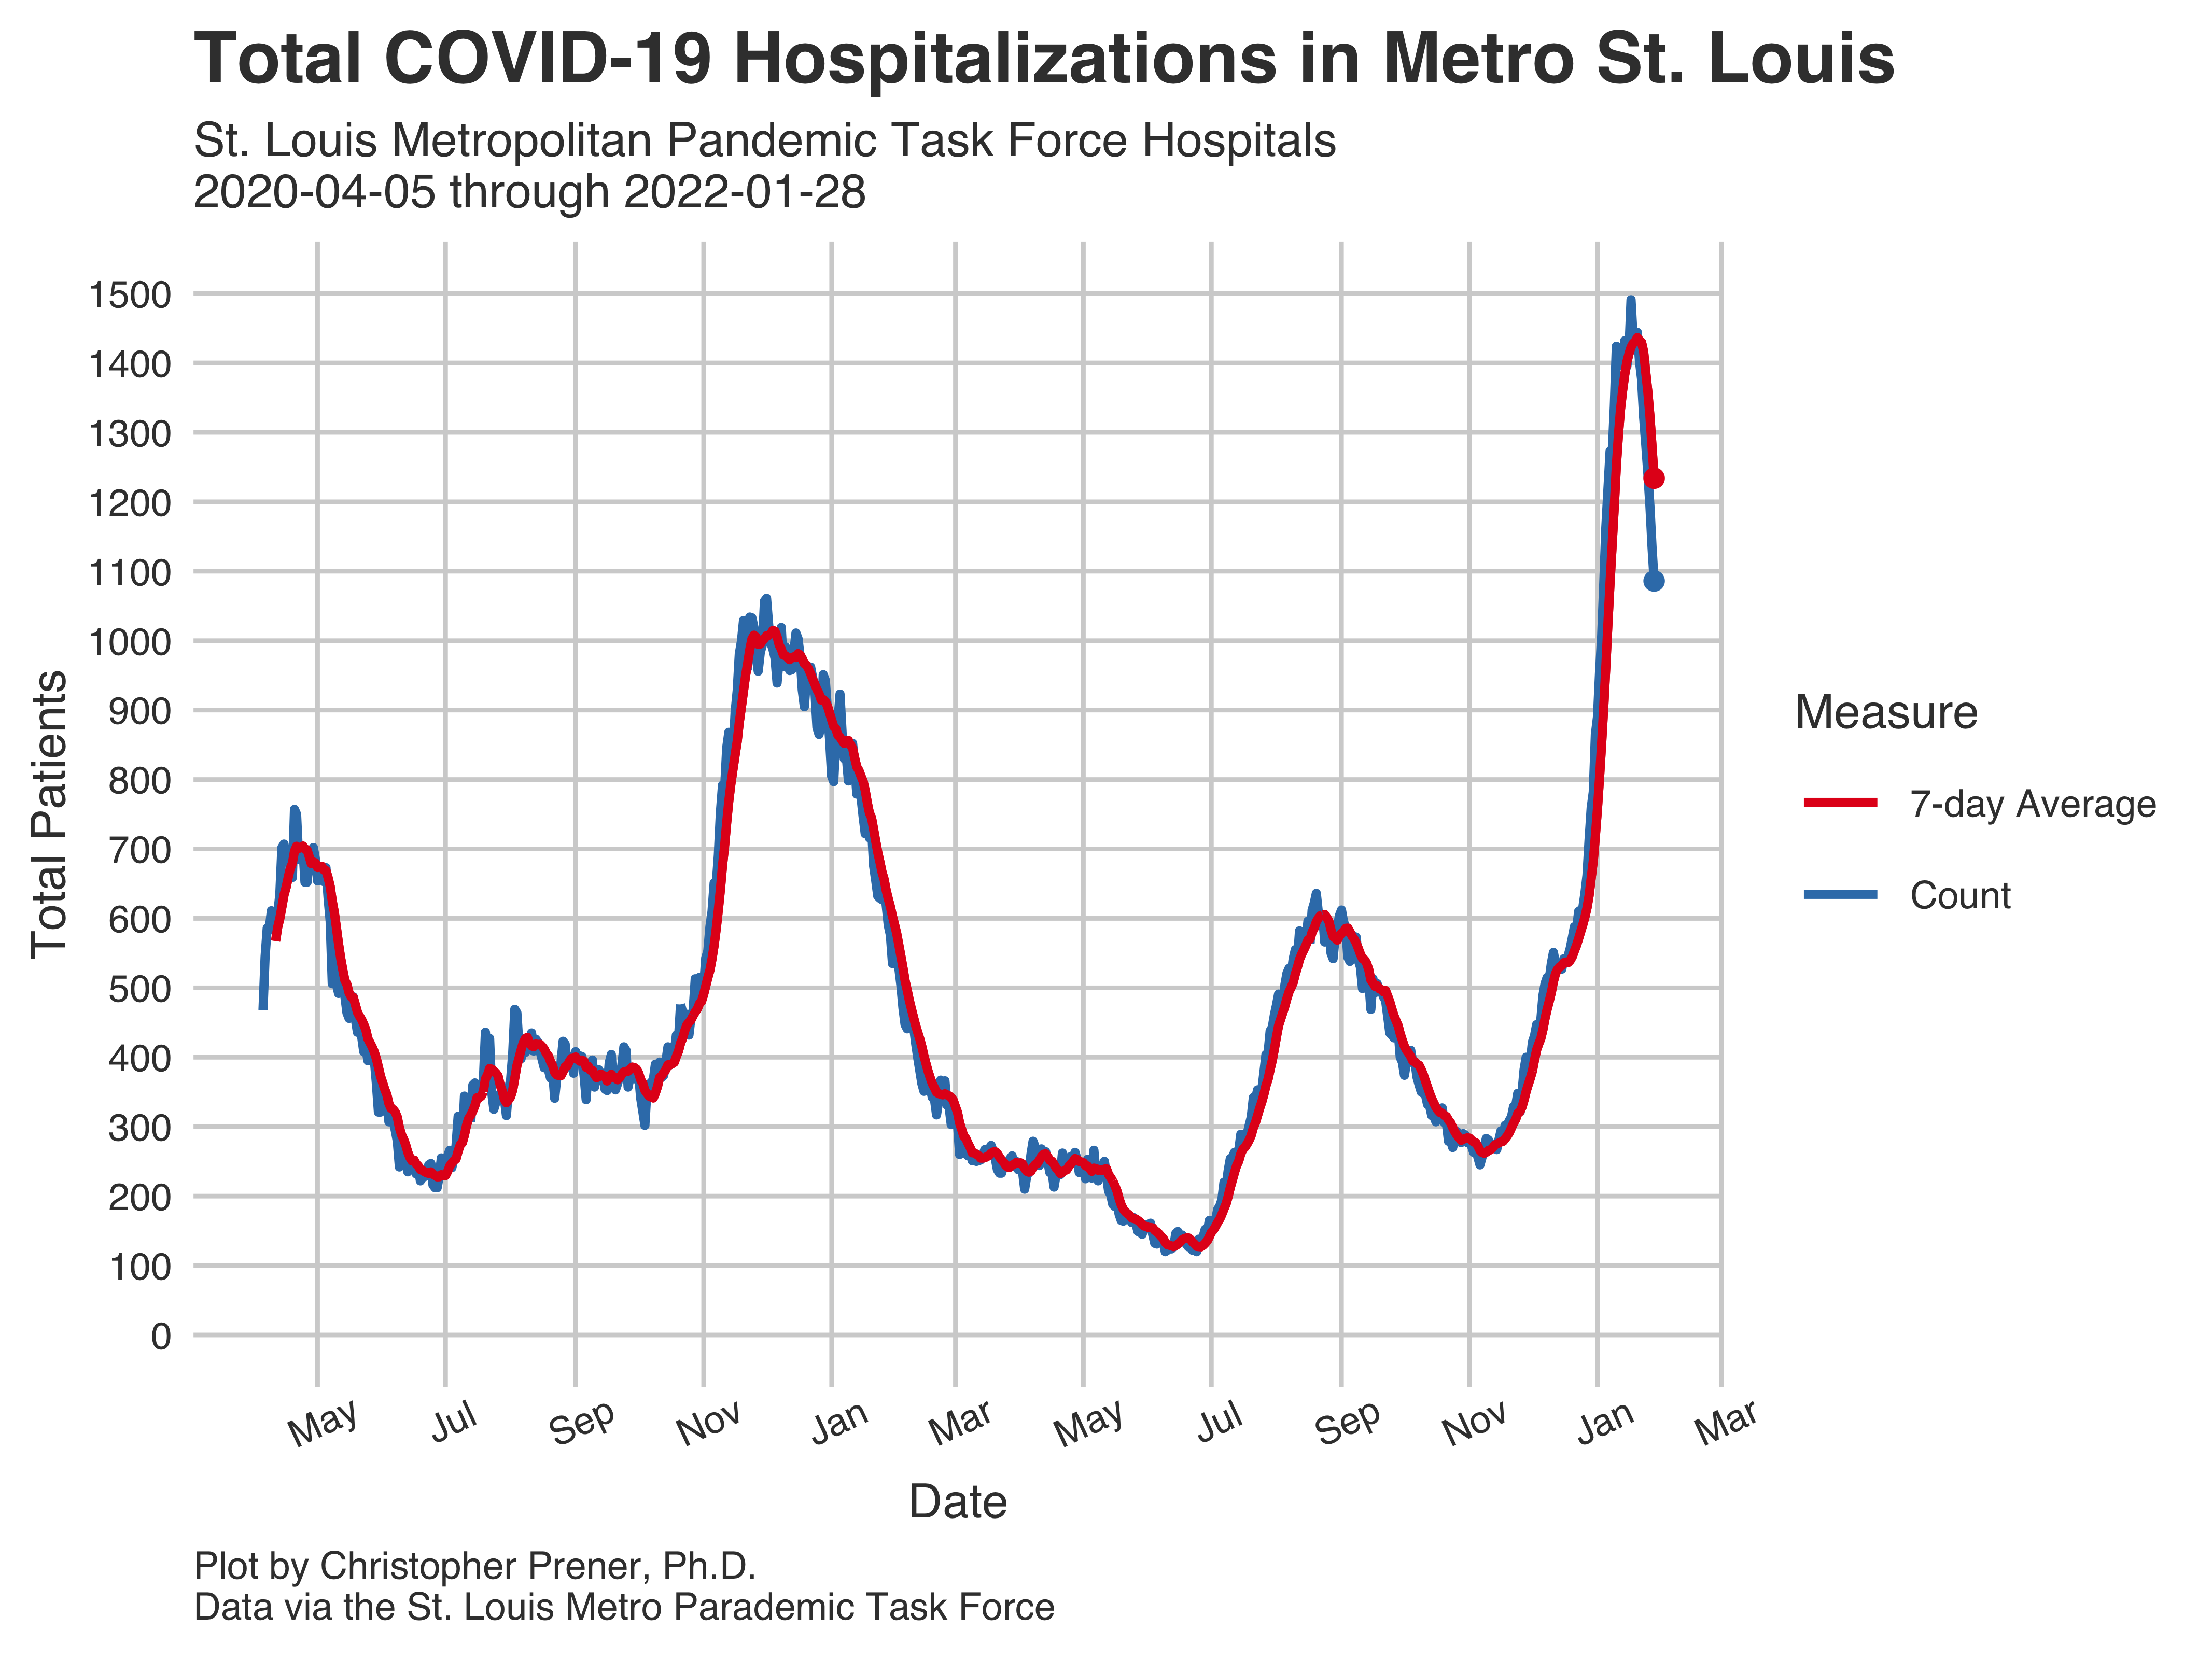 Total COVID-19 Hospitalizations in Metro St. Louis
St. Louis Metropolitan Pandemic Task Force Hospitals
2020-04-05 through 2022-01-28
1500
1400
1300
1200
1100
1000
900
800
700
600
500
400
300
200
100
0
Total Patients
May Jul Sep Nov Jan Mar May Jul Sep Nov Jan Mar
Date
Measure
7-day Average
Count
Plot by Christopher Prener, Ph.D.
Data via the St. Louis Metro Parademic Task Force